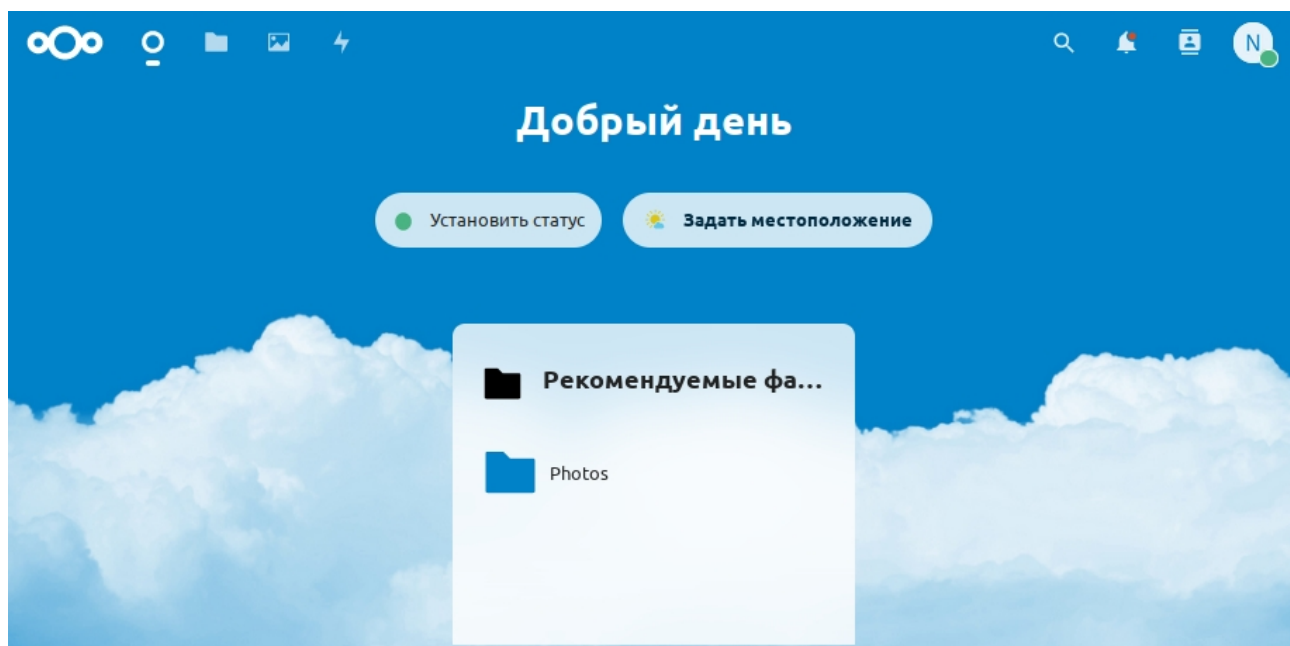 N
Добрый день
Установить статус
Задать местоположение
Рекомендуемые фа...
Photos